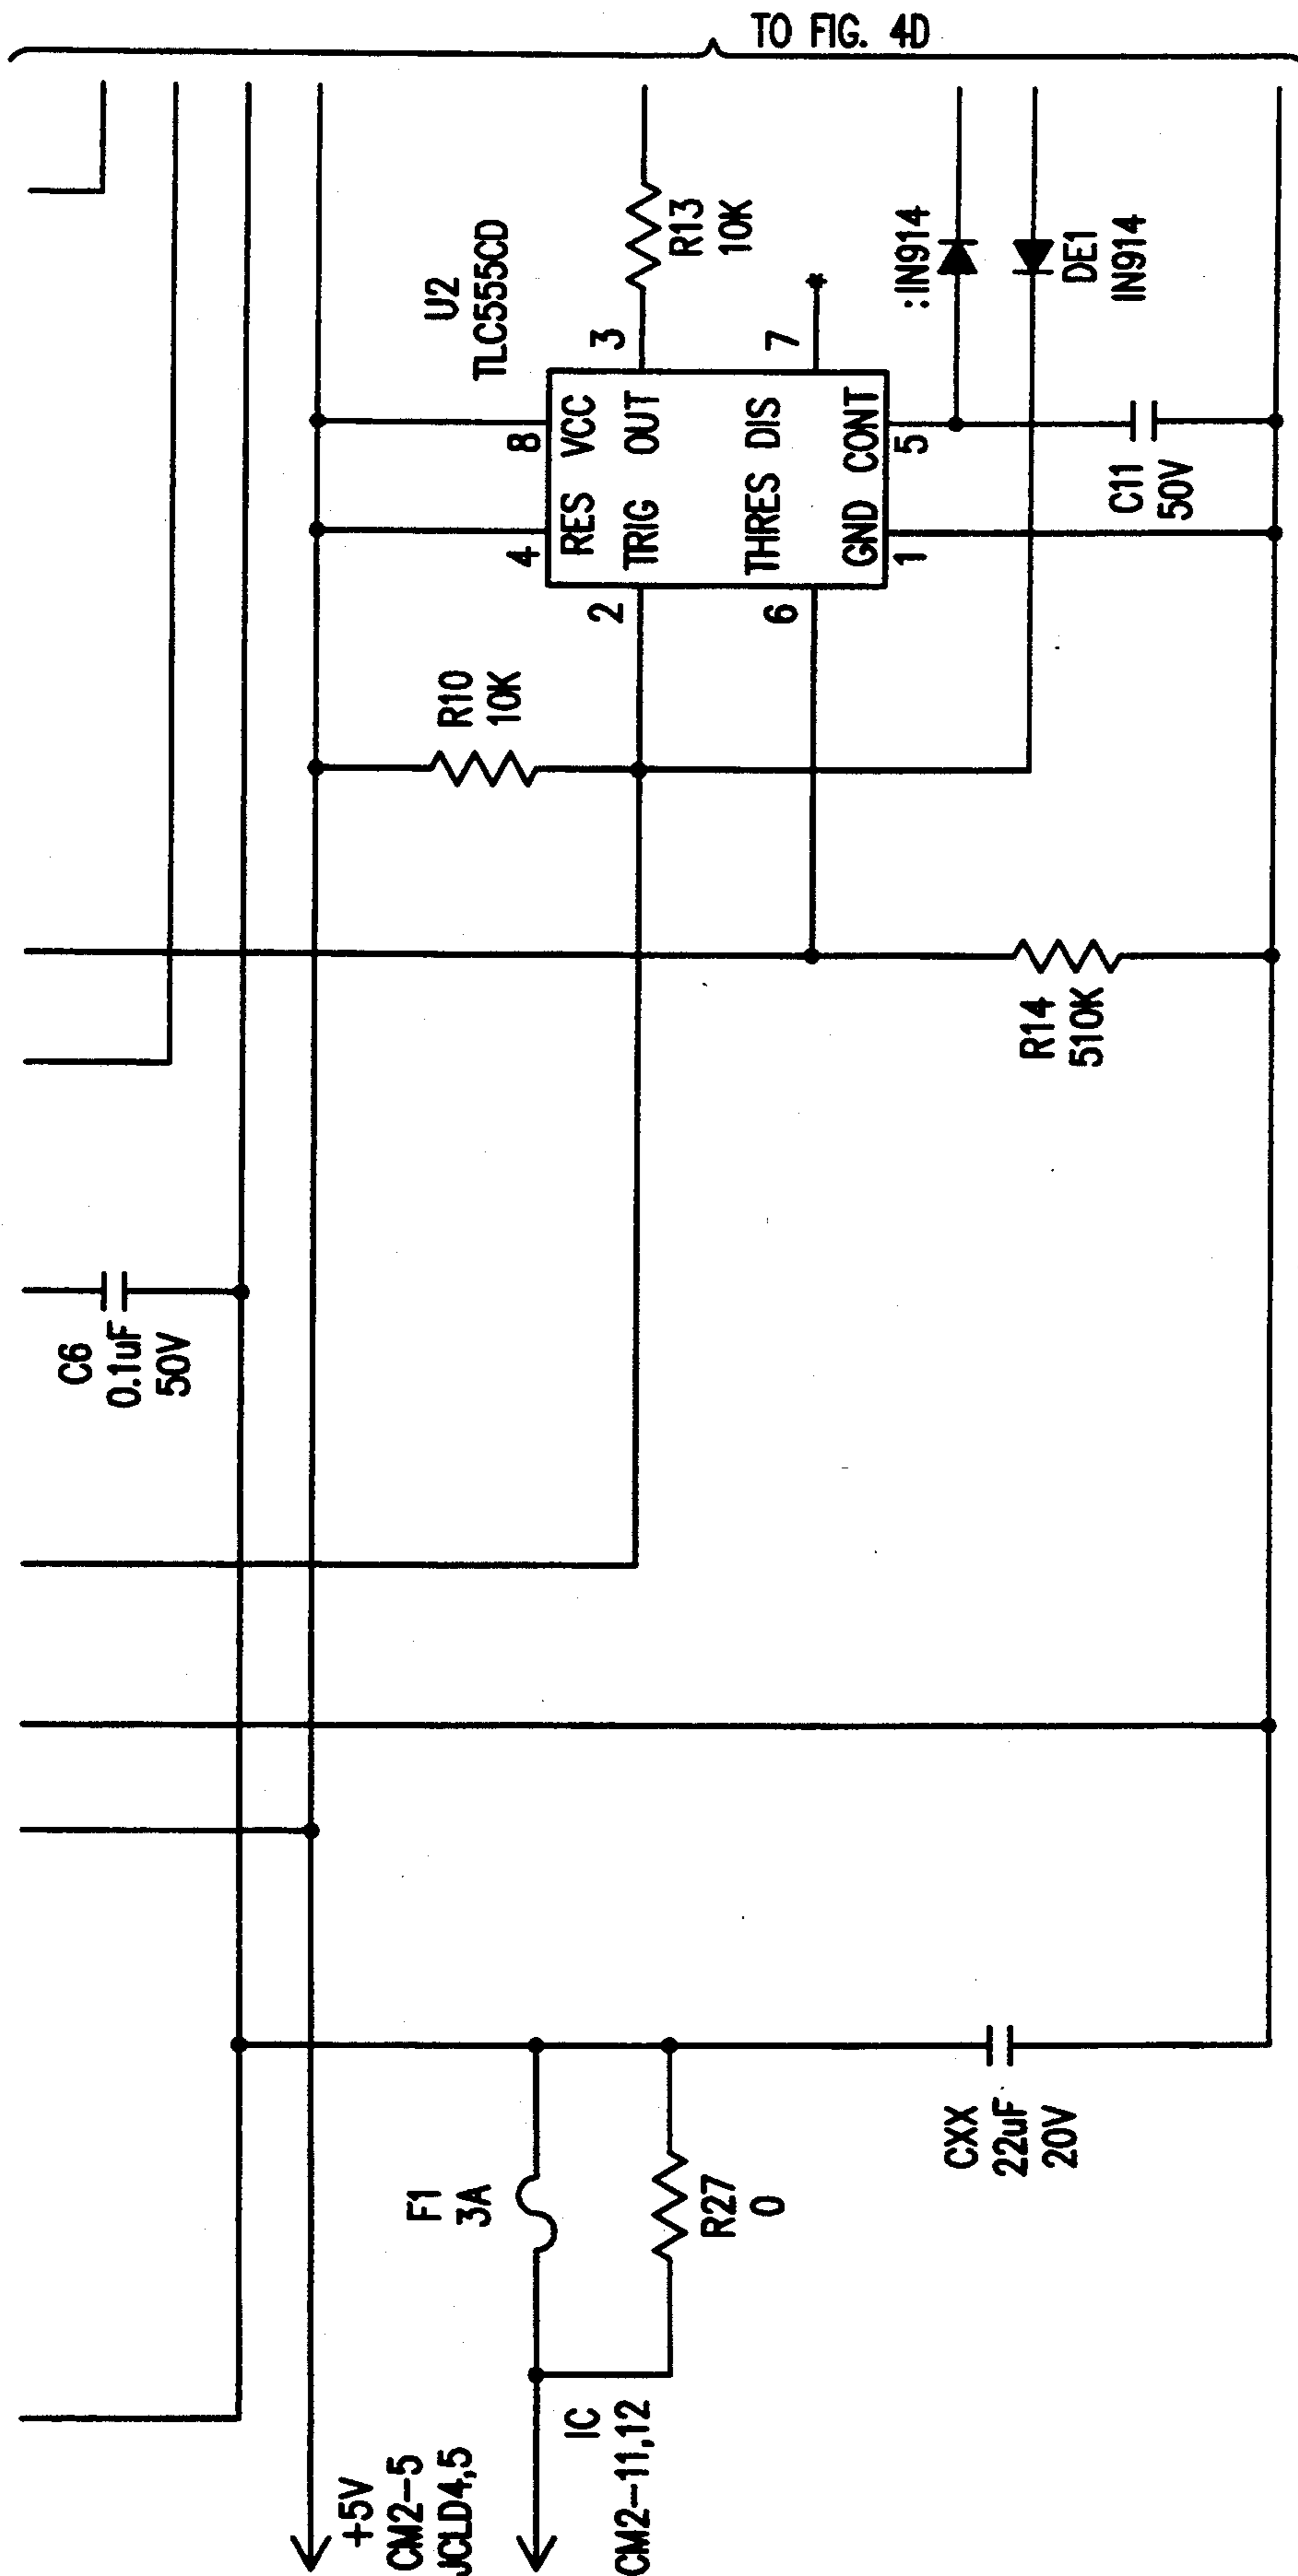 TO FIG. 4D
C6
0.1uF
50V
+5V
CM2-5
JCLD4,5
F1
3A
IC
CM2-11,12
R27
0
CXX
22uF
20V
R10
10K
R14
510K
U2
TLC555CD
4
8
RES VCC
2
TRIG OUT
3
6
THRES DIS
7
GND CONT
1
5
R13
10K
C11
50V
:IN914
DE1
IN914